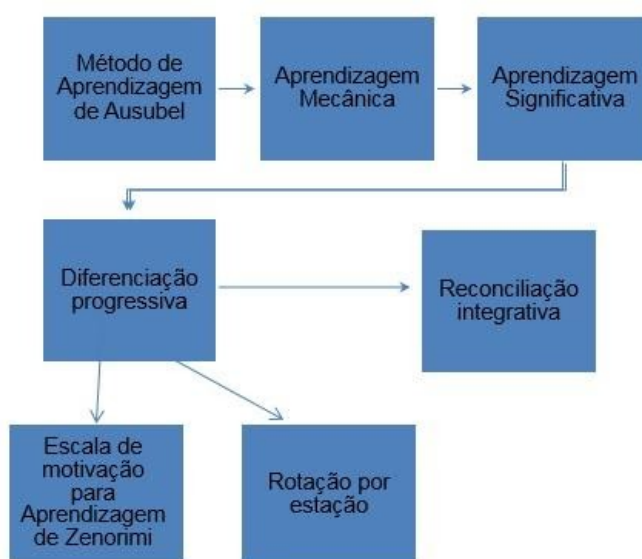 Método de
Aprendizagem
de Ausubel
Aprendizagem
Mecânica
Aprendizagem
Significativa
Diferenciação
progressiva
Reconciliação
integrativa
Escala de
motivação
para
Aprendizagem
de Zenorimi
Rotação por
estação